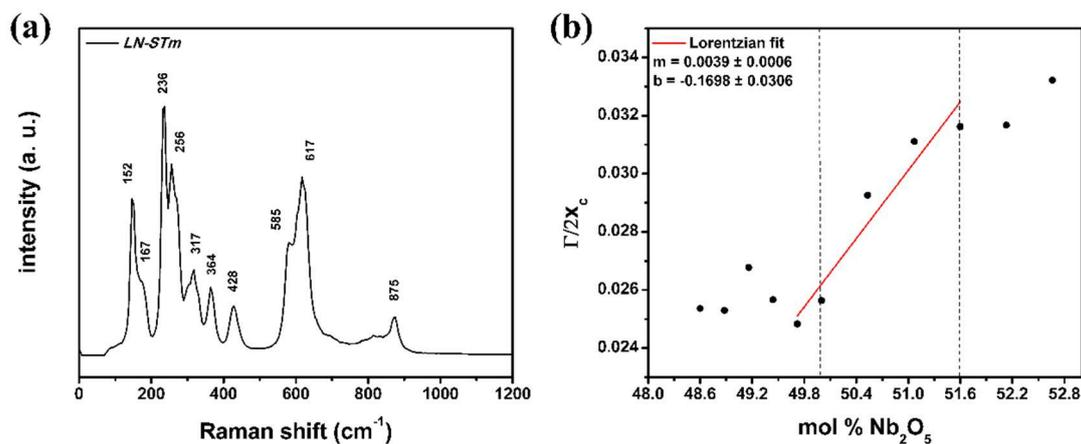 (a)
LN-STm
236
256
617
152
585
167
317
364
428
875
intensity (a. u.)
0 200 400 600 800 1000 1200
Raman shift (cm⁻¹)
(b)
Lorentzian fit
m = 0.0039 ± 0.0006
b = -0.1698 ± 0.0306
0.034
0.032
0.030
0.028
0.026
0.024
Γ/2x_c
48.0 48.6 49.2 49.8 50.4 51.0 51.6 52.2 52.8
mol % Nb₂O₅